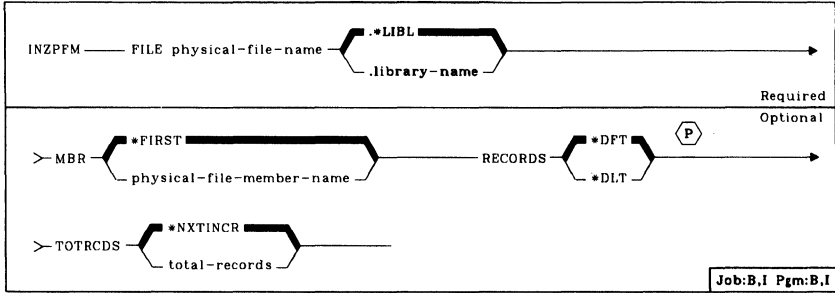 .*LIBL
INZPFM FILE physical-file-name
.library-name
Required
Optional
*FIRST *DFT P
MBR RECORDS
physical-file-member-name *DLT
*NXTINCR
TOTRCDS
total-records
Job:B,I Pgm:B,I